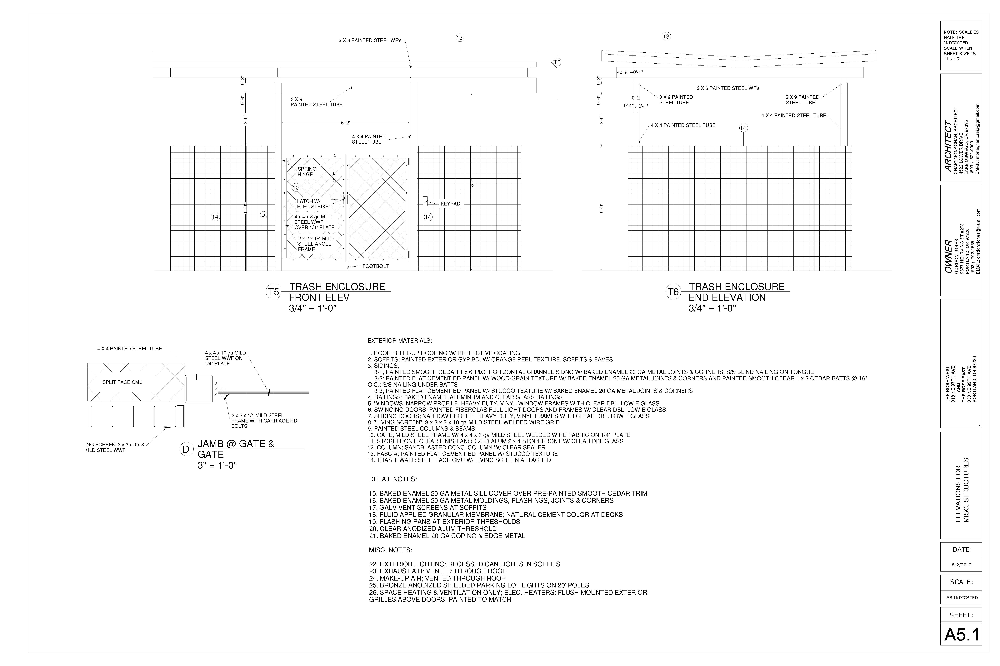 3 X 6 PAINTED STEEL WF's
13
T6
0'-3"
0'-6"
2'-6"
6'-0"
3 X 9
PAINTED STEEL TUBE
6'-2"
4 X 4 PAINTED
STEEL TUBE
8'-6"
SPRING
HINGE
2'-2"
10
LATCH W/
ELEC STRIKE
KEYPAD
14
D
14
4 x 4 x 3 ga MILD
STEEL WWF
OVER 1/4" PLATE
2 x 2 x 1/4 MILD
STEEL ANGLE
FRAME
FOOTBOLT
T5
TRASH ENCLOSURE
FRONT ELEV
3/4" = 1'-0"
13
0'-9"
0'-1"
0'-3"
0'-6"
2'-6"
6'-0"
3 X 6 PAINTED STEEL WF's
3 X 9 PAINTED
STEEL TUBE
0'-2"
0'-1"
0'-1"
3 X 9 PAINTED
STEEL TUBE
4 X 4 PAINTED STEEL TUBE
4 X 4 PAINTED STEEL TUBE
14
T6
TRASH ENCLOSURE
END ELEVATION
3/4" = 1'-0"
4 X 4 PAINTED STEEL TUBE
4 x 4 x 10 ga MILD
STEEL WWF ON
1/4" PLATE
SPLIT FACE CMU
2 x 2 x 1/4 MILD STEEL
FRAME WITH CARRIAGE HD
BOLTS
ING SCREEN' 3 x 3 x 3 x 3
MILD STEEL WWF
D
JAMB @ GATE &
GATE
3" = 1'-0"
EXTERIOR MATERIALS:
1. ROOF; BUILT-UP ROOFING W/ REFLECTIVE COATING
2. SOFFITS; PAINTED EXTERIOR GYP.BD. W/ ORANGE PEEL TEXTURE, SOFFITS & EAVES
3. SIDINGS;
3-1; PAINTED SMOOTH CEDAR 1 x 6 T&G HORIZONTAL CHANNEL SIDNG W/ BAKED ENAMEL 20 GA METAL JOINTS & CORNERS; S/S BLIND NAILING ON TONGUE
3-2; PAINTED FLAT CEMENT BD PANEL W/ WOOD-GRAIN TEXTURE W/ BAKED ENAMEL 20 GA METAL JOINTS & CORNERS AND PAINTED SMOOTH CEDAR 1 x 2 CEDAR BATTS @ 16"
O.C.; S/S NAILING UNDER BATTS
3-3; PAINTED FLAT CEMENT BD PANEL W/ STUCCO TEXTURE W/ BAKED ENAMEL 20 GA METAL JOINTS & CORNERS
4. RAILINGS; BAKED ENAMEL ALUMINUM AND CLEAR GLASS RAILINGS
5. WINDOWS; NARROW PROFILE, HEAVY DUTY, VINYL WINDOW FRAMES WITH CLEAR DBL. LOW E GLASS
6. SWINGING DOORS; PAINTED FIBERGLAS FULL LIGHT DOORS AND FRAMES W/ CLEAR DBL. LOW E GLASS
7. SLIDING DOORS; NARROW PROFILE, HEAVY DUTY, VINYL FRAMES WITH CLEAR DBL. LOW E GLASS
8. "LIVING SCREEN"; 3 x 3 x 3 x 10 ga MILD STEEL WELDED WIRE GRID
9. PAINTED STEEL COLUMNS & BEAMS
10. GATE; MILD STEEL FRAME W/ 4 x 4 x 3 ga MILD STEEL WELDED WIRE FABRIC ON 1/4" PLATE
11. STOREFRONT; CLEAR FINISH ANODIZED ALUM 2 x 4 STOREFRONT W/ CLEAR DBL GLASS
12. COLUMN; SANDBLASTED CONC. COLUMN W/ CLEAR SEALER
13. FASCIA; PAINTED FLAT CEMENT BD PANEL W/ STUCCO TEXTURE
14. TRASH WALL; SPLIT FACE CMU W/ LIVING SCREEN ATTACHED
DETAIL NOTES:
15. BAKED ENAMEL 20 GA METAL SILL COVER OVER PRE-PAINTED SMOOTH CEDAR TRIM
16. BAKED ENAMEL 20 GA METAL MOLDINGS, FLASHINGS, JOINTS & CORNERS
17. GALV VENT SCREENS AT SOFFITS
18. FLUID APPLIED GRANULAR MEMBRANE; NATURAL CEMENT COLOR AT DECKS
19. FLASHING PANS AT EXTERIOR THRESHOLDS
20. CLEAR ANODIZED ALUM THRESHOLD
21. BAKED ENAMEL 20 GA COPING & EDGE METAL
MISC. NOTES:
22. EXTERIOR LIGHTING; RECESSED CAN LIGHTS IN SOFFITS
23. EXHAUST AIR; VENTED THROUGH ROOF
24. MAKE-UP AIR; VENTED THROUGH ROOF
25. BRONZE ANODIZED SHIELDED PARKING LOT LIGHTS ON 20' POLES
26. SPACE HEATING & VENTILATION ONLY; ELEC. HEATERS; FLUSH MOUNTED EXTERIOR
GRILLES ABOVE DOORS, PAINTED TO MATCH
NOTE: SCALE IS
HALF THE
INDICATED
SCALE WHEN
SHEET SIZE IS
11 x 17
ARCHITECT
CRAIG MONAGHAN, ARCHITECT
4522 LOWER DRIVE
LAKE OSWEGO, OR 97035
(503 ) 522-9000
EMAIL: monaghan.craig@gmail.com
OWNER
GORDON JONES
9837 NE IRVING ST #203
PORTLAND, OR 97220
(503 ) 702-1555
EMAIL: gordoncjones@gamil.com
THE ROSE WEST
318 NE 97TH AVE
AND
THE ROSE EAST
333 NE 99TH AVE
PORTLAND, OR 97220
ELEVATIONS FOR
MISC. STRUCTURES
DATE:
8/2/2012
SCALE:
AS INDICATED
SHEET:
A5.1